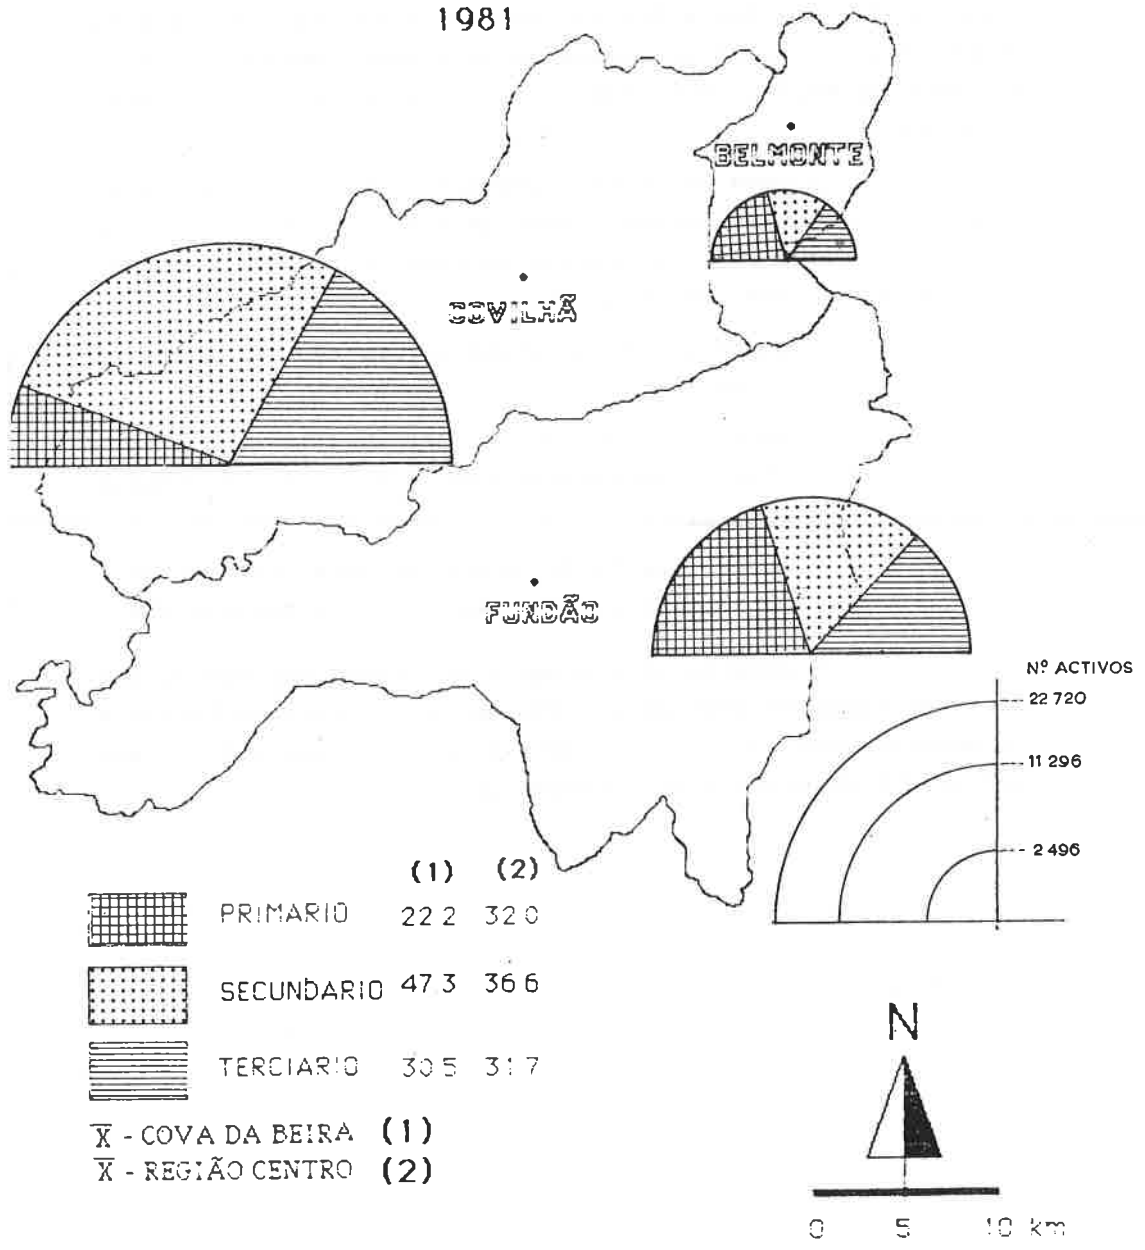 1981
BELMONTE
COVILHÃ
FUNDÃO
Nº ACTIVOS
22 720
11 296
2 496
(1) (2)
PRIMARIO 22 2 32 0
SECUNDARIO 47.3 36 6
TERCIARIO 30 5 31 7
X̅ - COVA DA BEIRA (1)
X̅ - REGIÃO CENTRO (2)
N
0 5 10 km